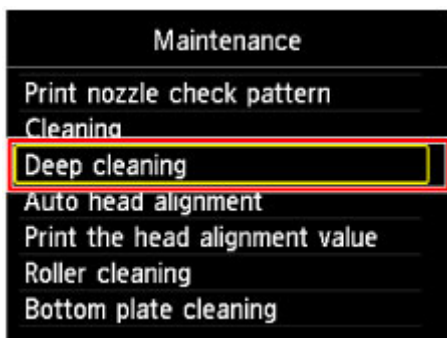 Maintenance
Print nozzle check pattern
Cleaning
Deep cleaning
Auto head alignment
Print the head alignment value
Roller cleaning
Bottom plate cleaning